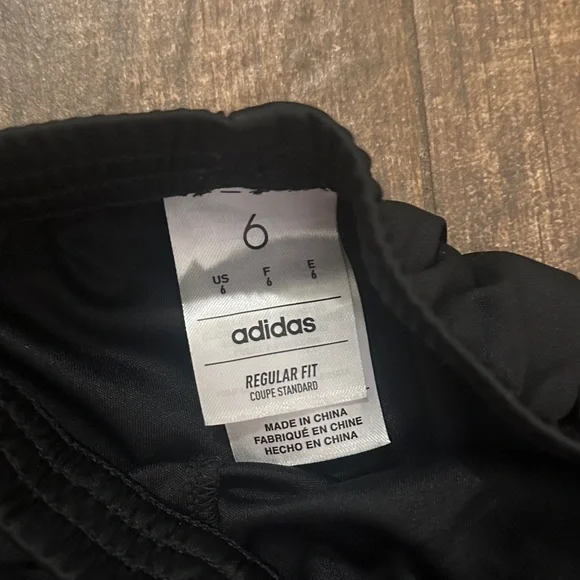 6
US F E
6 6 6
adidas
REGULAR FIT
COUPE STANDARD
MADE IN CHINA
FABRIQUÉ EN CHINE
HECHO EN CHINA